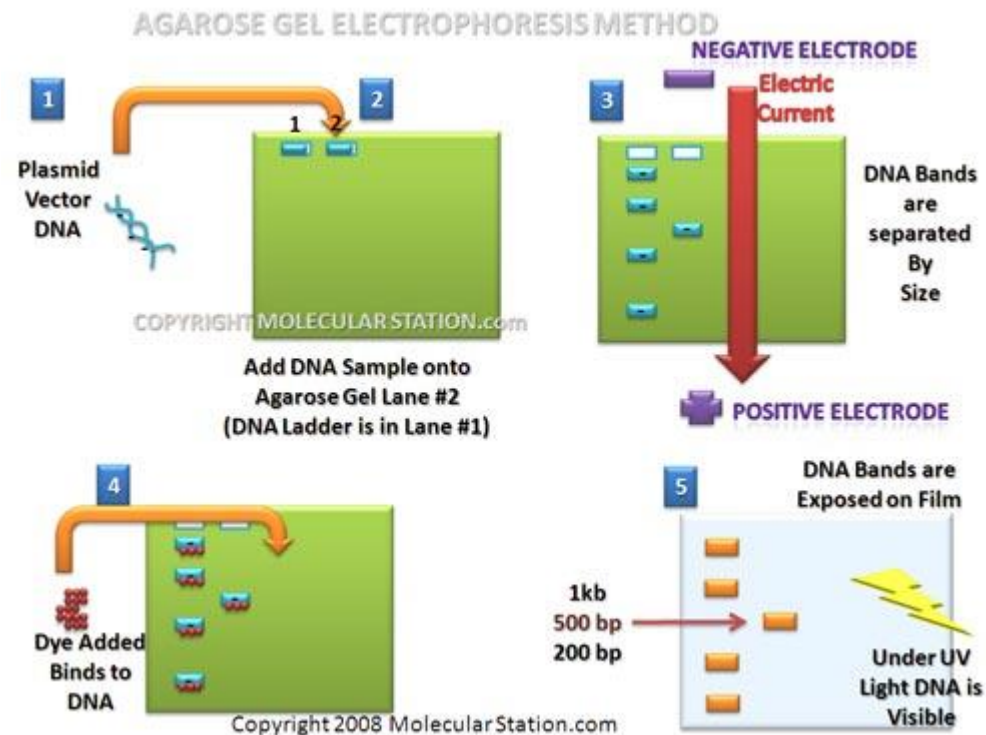 AGAROSE GEL ELECTROPHORESIS METHOD
1
2
1
2
Plasmid
Vector
DNA
COPYRIGHT MOLECULAR STATION.com
Add DNA Sample onto
Agarose Gel Lane #2
(DNA Ladder is in Lane #1)
NEGATIVE ELECTRODE
3
Electric
Current
DNA Bands
are
separated
By
Size
POSITIVE ELECTRODE
4
Dye Added
Binds to
DNA
5
DNA Bands are
Exposed on Film
1kb
500 bp
200 bp
Under UV
Light DNA is
Visible
Copyright 2008 MolecularStation.com